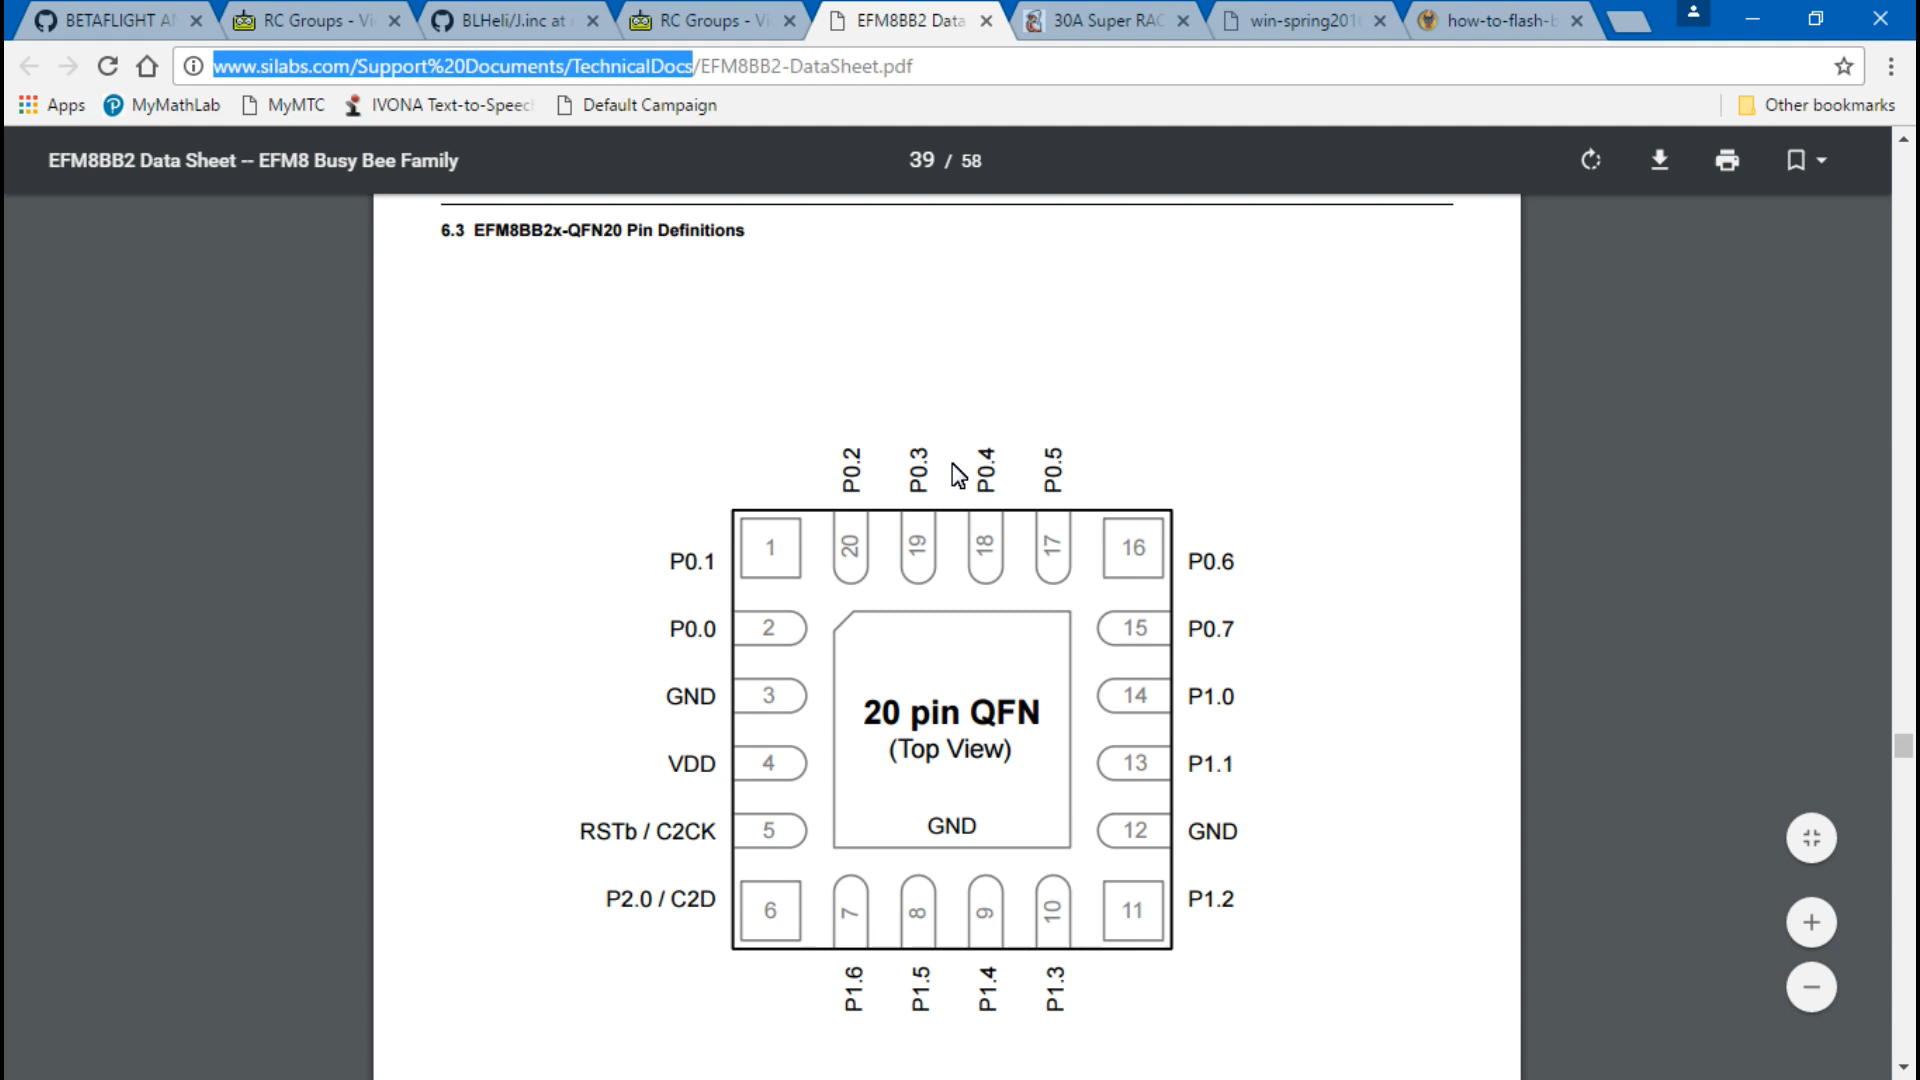 BETAFLIGHT AN
RC Groups - Vi
BLHeli/J.inc at
RC Groups - Vi
EFM8BB2 Data
30A Super RAC
win-spring201
how-to-flash-b
www.silabs.com/Support%20Documents/TechnicalDocs/EFM8BB2-DataSheet.pdf
Apps MyMathLab MyMTC IVONA Text-to-Speec Default Campaign Other bookmarks
EFM8BB2 Data Sheet -- EFM8 Busy Bee Family 39 / 58
6.3 EFM8BB2x-QFN20 Pin Definitions
P0.2 P0.3 P0.4 P0.5
20 19 18 17
P0.1 1 16 P0.6
P0.0 2 15 P0.7
GND 3 14 P1.0
20 pin QFN
(Top View)
VDD 4 13 P1.1
GND
RSTb / C2CK 5 12 GND
P2.0 / C2D 6 11 P1.2
7 8 9 10
P1.6 P1.5 P1.4 P1.3